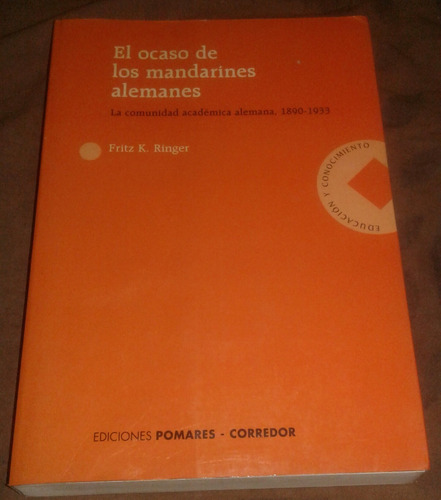 El ocaso de
los mandarines
alemanes
La comunidad académica alemana, 1890-1933
Fritz K. Ringer
EDUCACIÓN Y CONOCIMIENTO
EDICIONES POMARES - CORREDOR